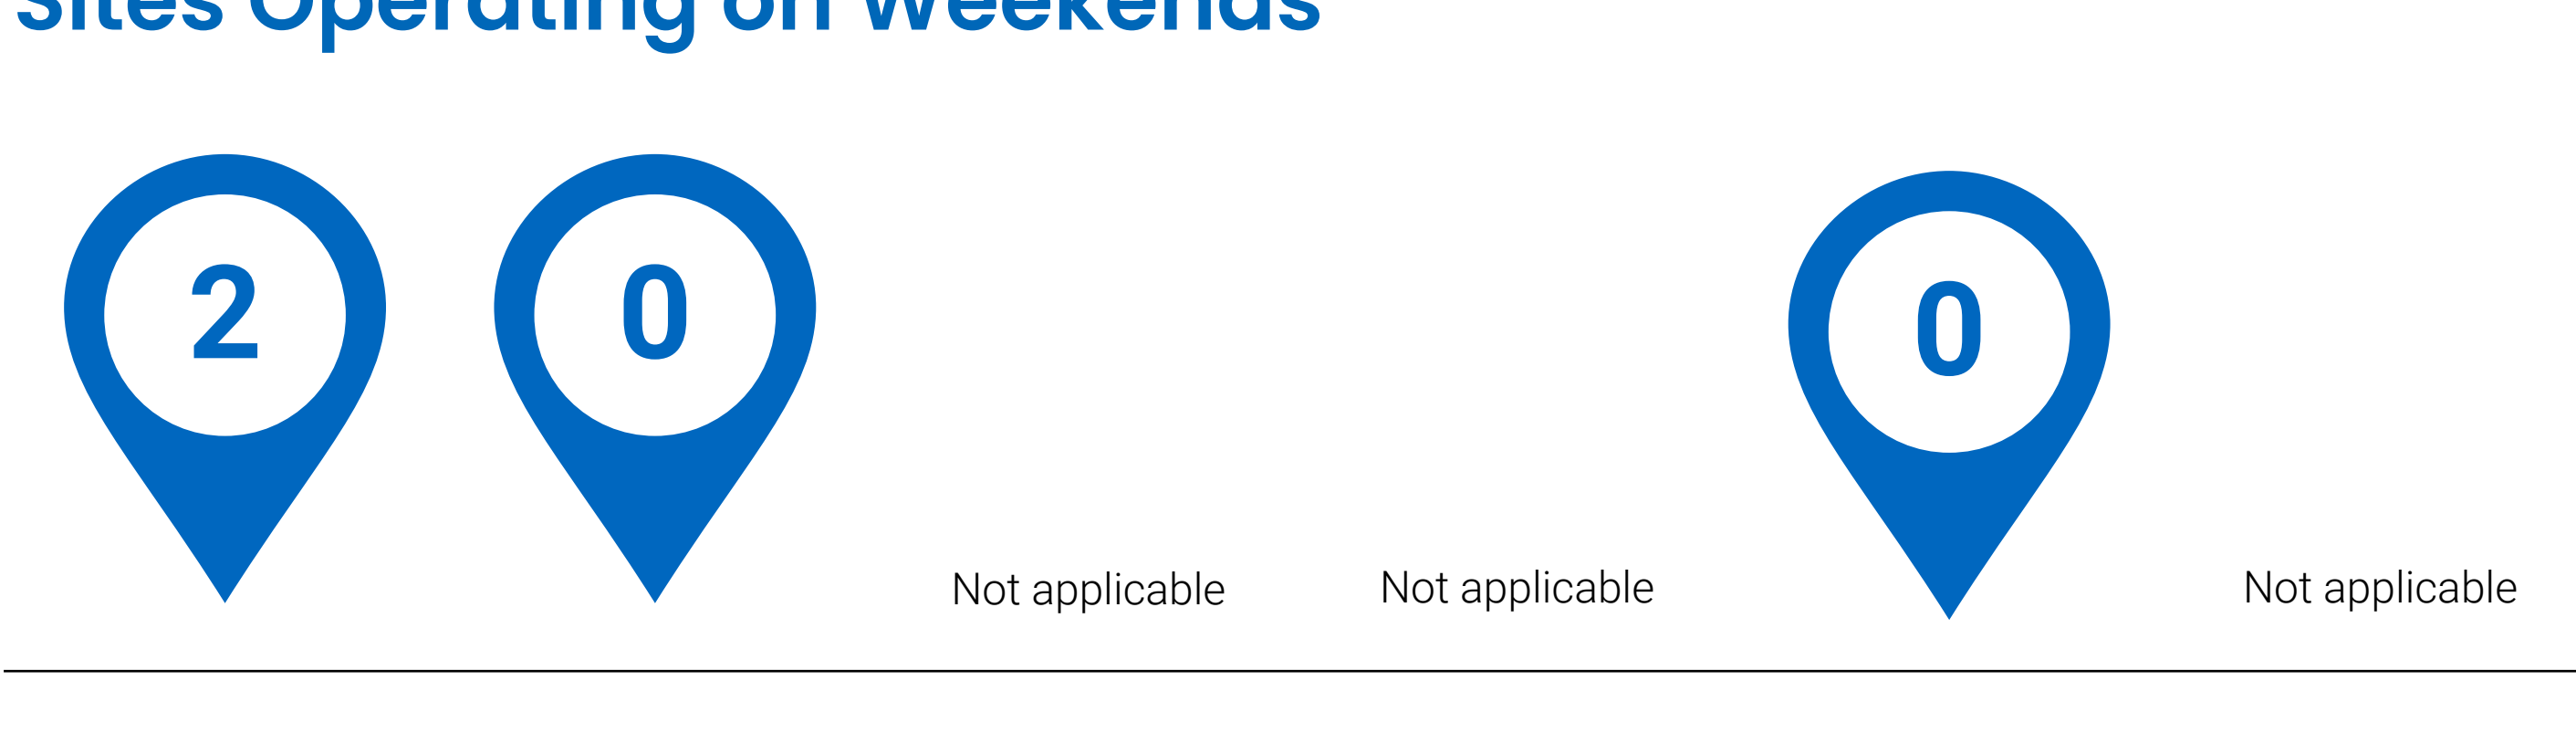 Sites Operating on Weekends
2 0 0
Not applicable Not applicable Not applicable